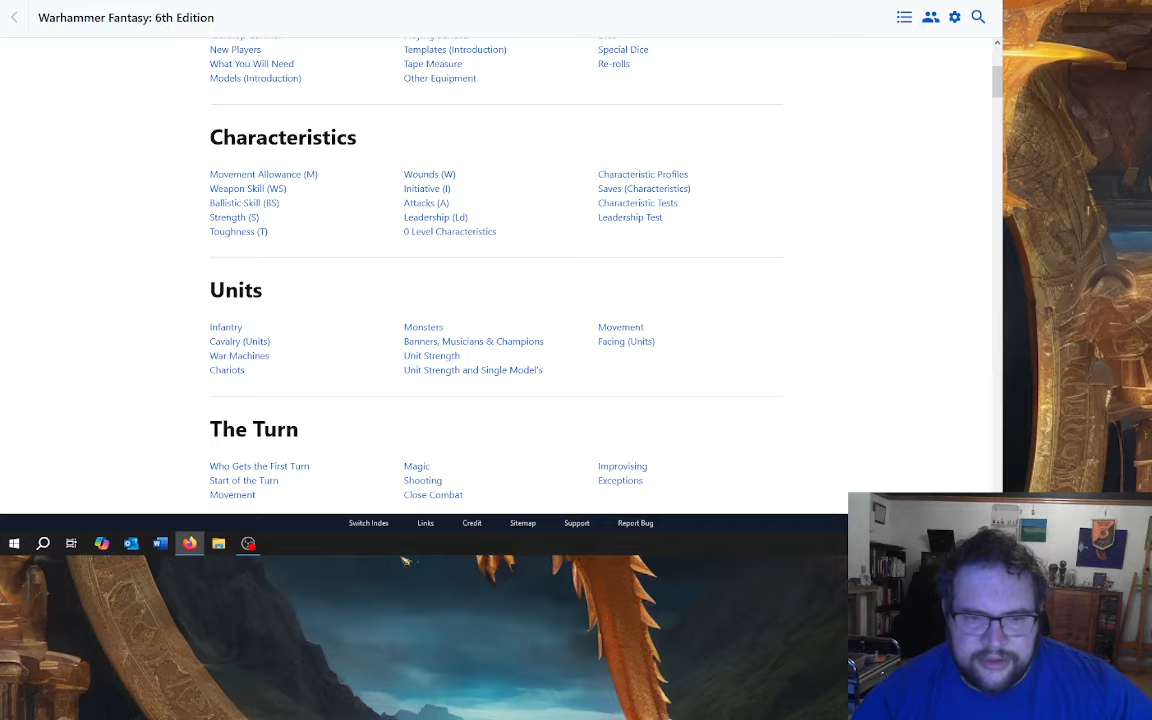 Warhammer Fantasy: 6th Edition
New Players
Templates (Introduction)
Special Dice
What You Will Need
Tape Measure
Re-rolls
Models (Introduction)
Other Equipment
Characteristics
Movement Allowance (M)
Wounds (W)
Characteristic Profiles
Weapon Skill (WS)
Initiative (I)
Saves (Characteristics)
Ballistic Skill (BS)
Attacks (A)
Characteristic Tests
Strength (S)
Leadership (Ld)
Leadership Test
Toughness (T)
0 Level Characteristics
Units
Infantry
Monsters
Movement
Cavalry (Units)
Banners, Musicians & Champions
Facing (Units)
War Machines
Unit Strength
Chariots
Unit Strength and Single Model's
The Turn
Who Gets the First Turn
Magic
Improvising
Start of the Turn
Shooting
Exceptions
Movement
Close Combat
Switch Index
Links
Credit
Sitemap
Support
Report Bug